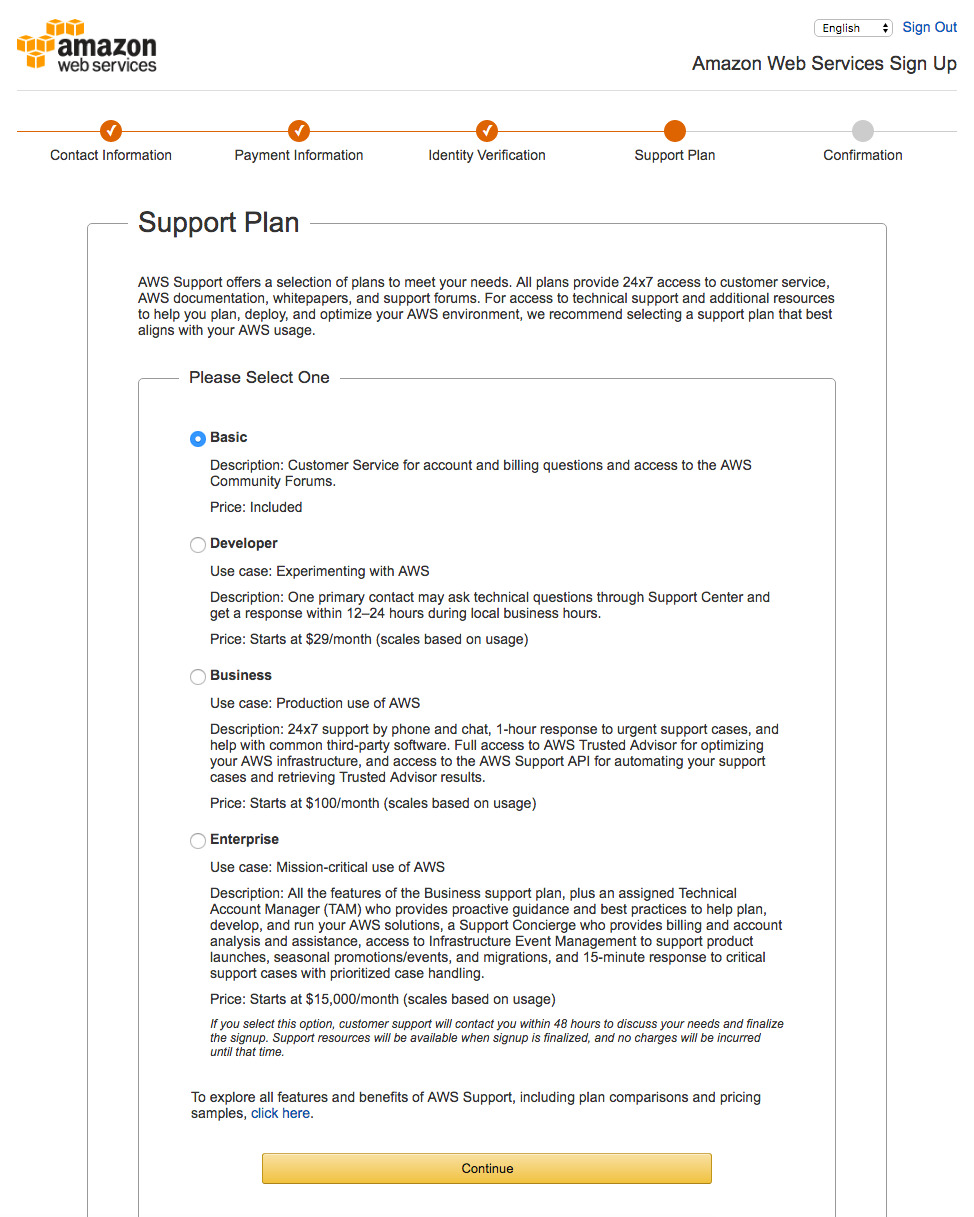 English Sign Out
amazon
web services
Amazon Web Services Sign Up
Contact Information Payment Information Identity Verification Support Plan Confirmation
Support Plan
AWS Support offers a selection of plans to meet your needs. All plans provide 24x7 access to customer service,
AWS documentation, whitepapers, and support forums. For access to technical support and additional resources
to help you plan, deploy, and optimize your AWS environment, we recommend selecting a support plan that best
aligns with your AWS usage.
Please Select One
Basic
Description: Customer Service for account and billing questions and access to the AWS
Community Forums.
Price: Included
Developer
Use case: Experimenting with AWS
Description: One primary contact may ask technical questions through Support Center and
get a response within 12–24 hours during local business hours.
Price: Starts at $29/month (scales based on usage)
Business
Use case: Production use of AWS
Description: 24x7 support by phone and chat, 1-hour response to urgent support cases, and
help with common third-party software. Full access to AWS Trusted Advisor for optimizing
your AWS infrastructure, and access to the AWS Support API for automating your support
cases and retrieving Trusted Advisor results.
Price: Starts at $100/month (scales based on usage)
Enterprise
Use case: Mission-critical use of AWS
Description: All the features of the Business support plan, plus an assigned Technical
Account Manager (TAM) who provides proactive guidance and best practices to help plan,
develop, and run your AWS solutions, a Support Concierge who provides billing and account
analysis and assistance, access to Infrastructure Event Management to support product
launches, seasonal promotions/events, and migrations, and 15-minute response to critical
support cases with prioritized case handling.
Price: Starts at $15,000/month (scales based on usage)
If you select this option, customer support will contact you within 48 hours to discuss your needs and finalize
the signup. Support resources will be available when signup is finalized, and no charges will be incurred
until that time.
To explore all features and benefits of AWS Support, including plan comparisons and pricing
samples, click here.
Continue